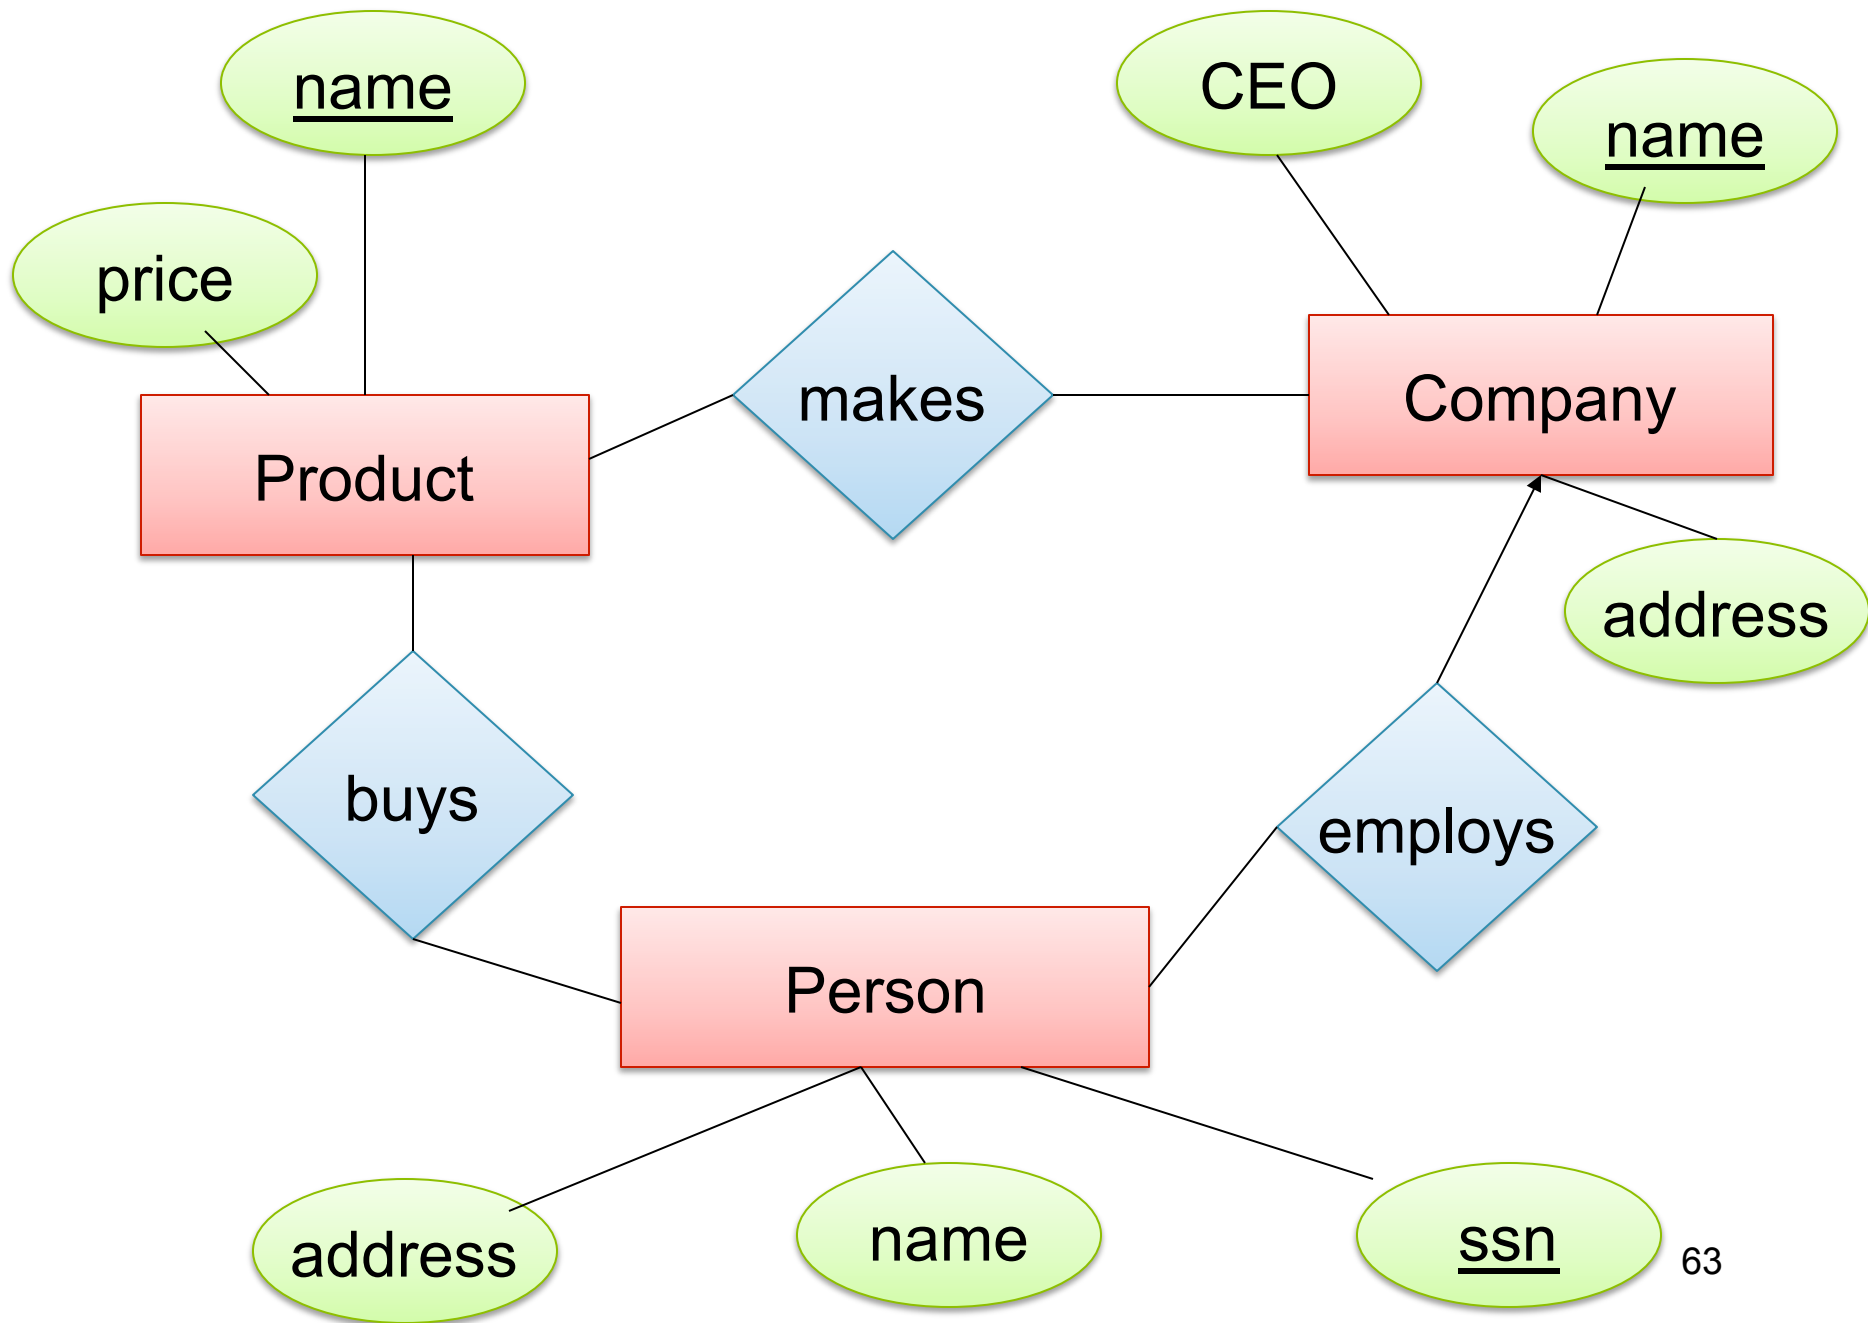 name
CEO
name
price
makes
Company
Product
address
buys
employs
Person
address
name
ssn
63